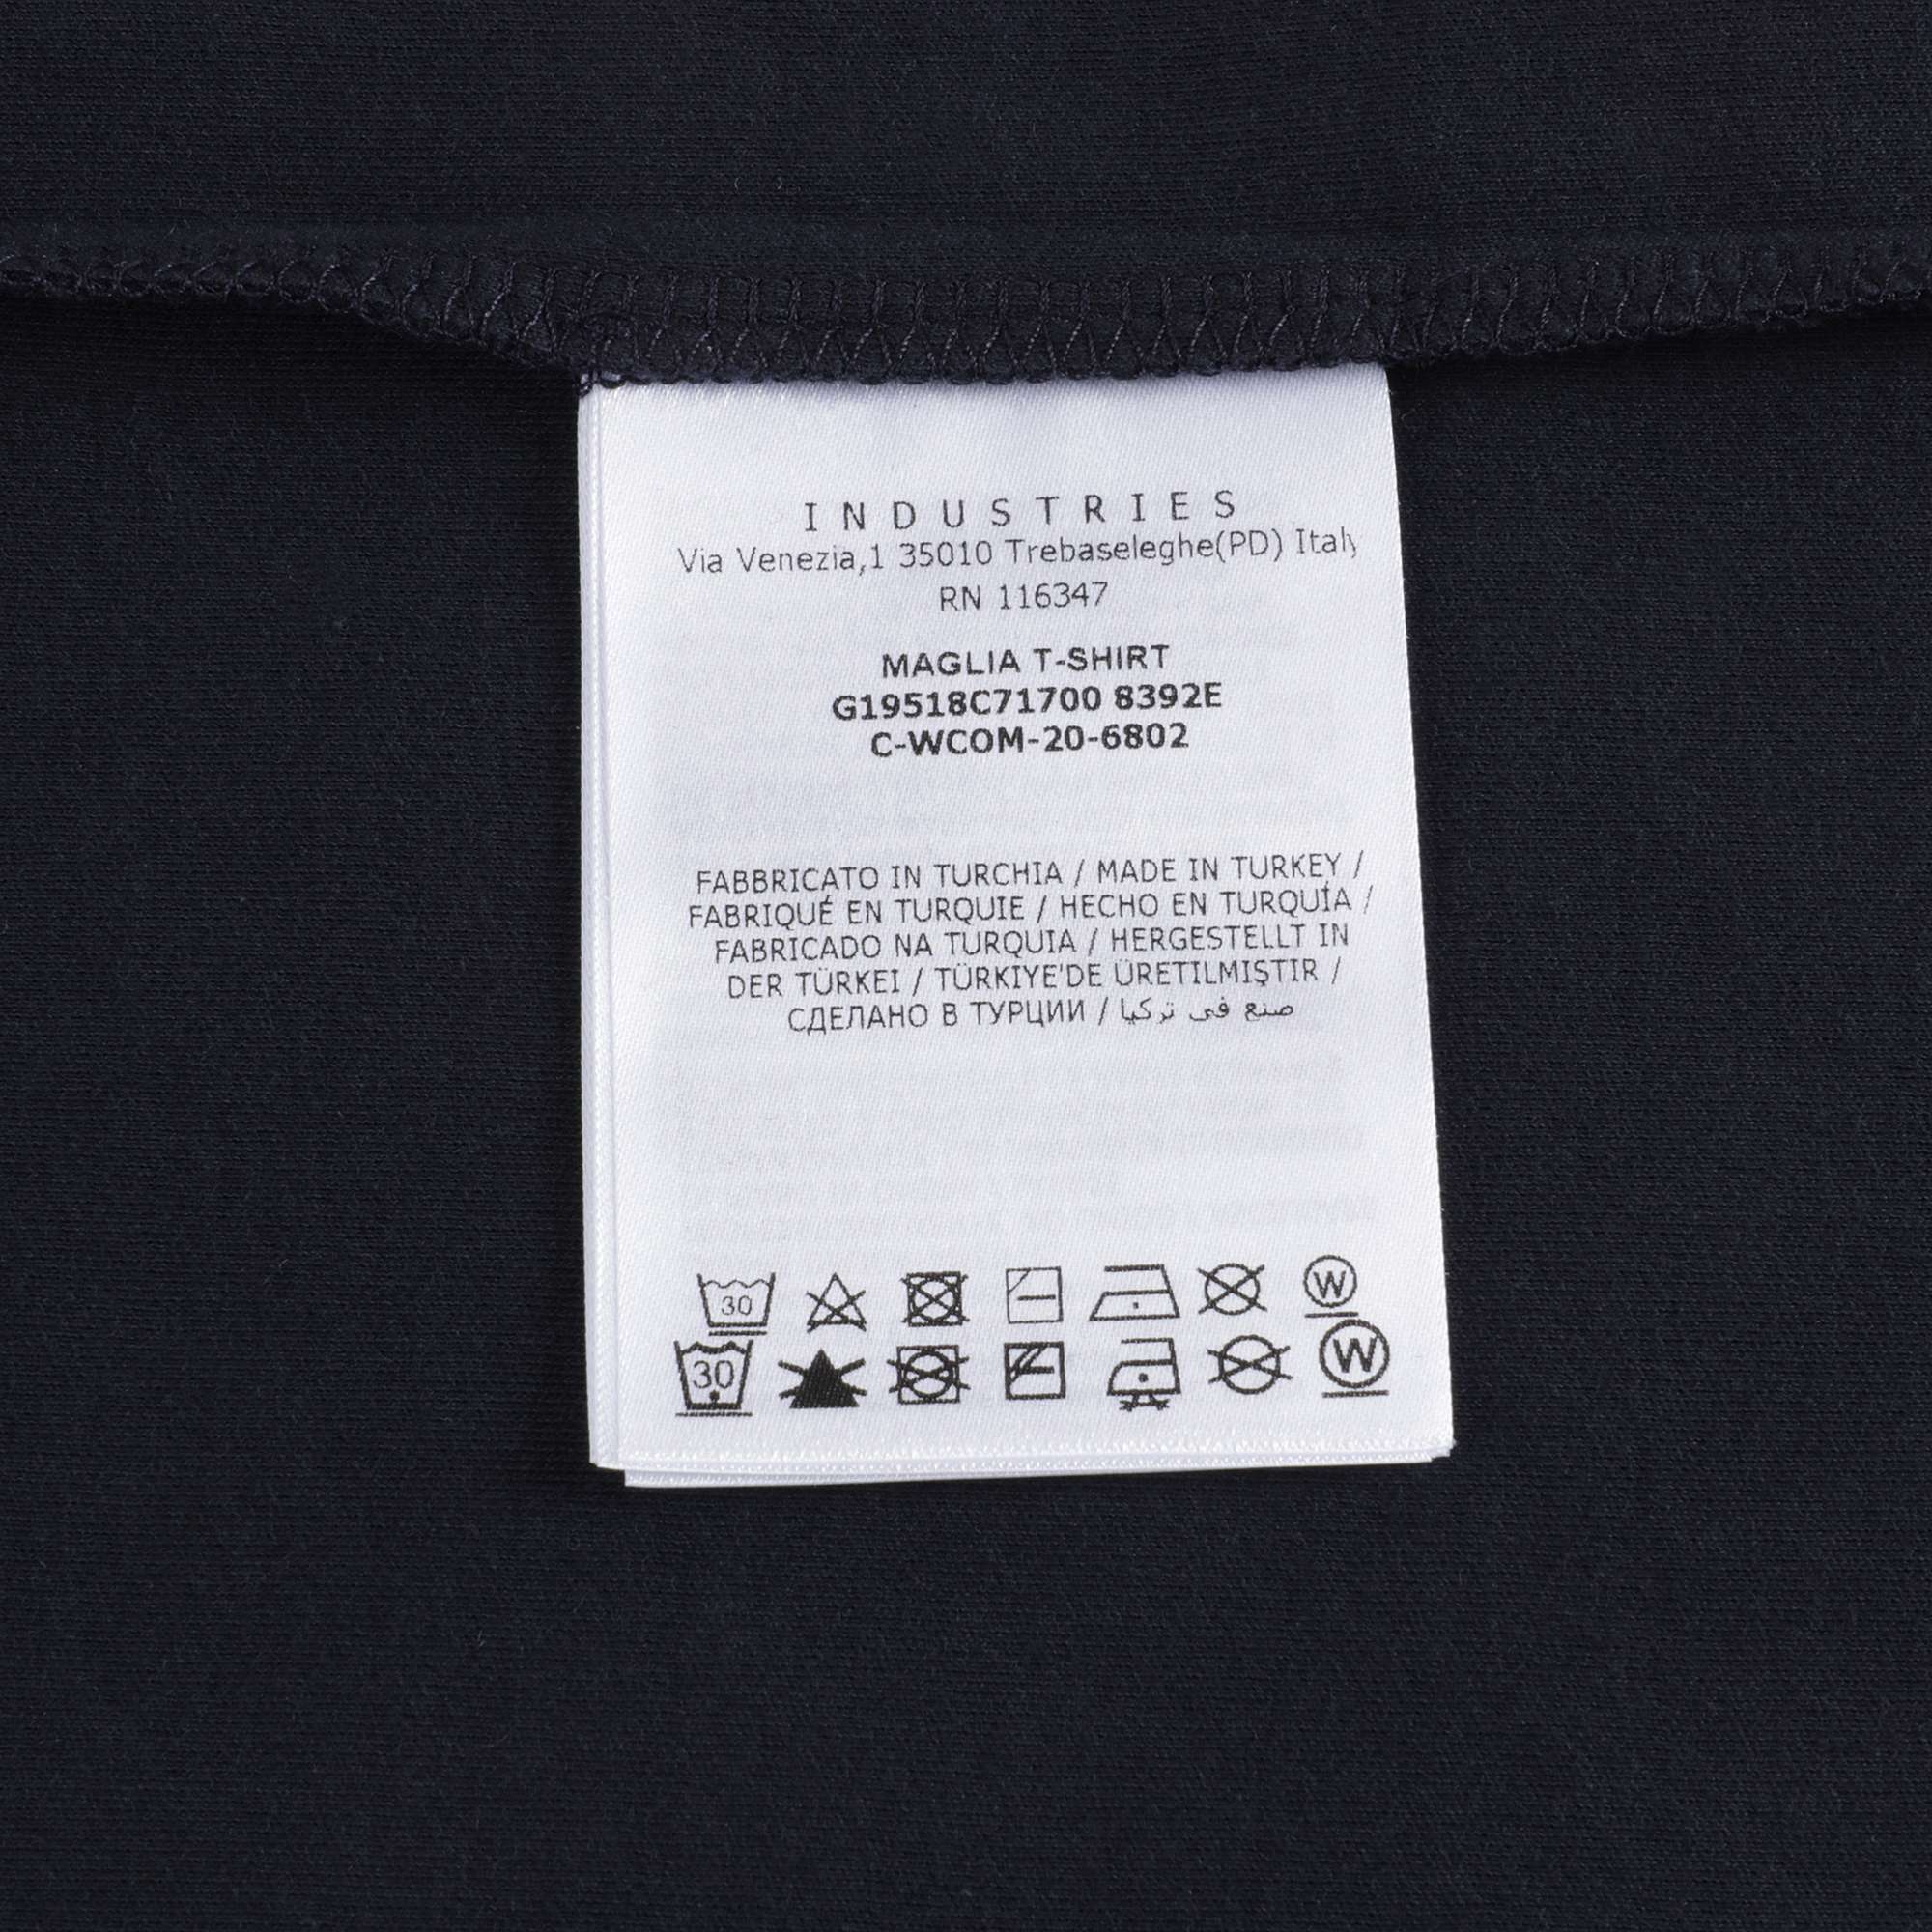 INDUSTRIES
Via Venezia,1 35010 Trebaseleghe(PD) Italy
RN 116347
MAGLIA T-SHIRT
G19518C71700 8392E
C-WCOM-20-6802
FABBRICATO IN TURCHIA / MADE IN TURKEY /
FABRIQUÉ EN TURQUIE / HECHO EN TURQUÍA /
FABRICADO NA TURQUIA / HERGESTELLT IN
DER TÜRKEI / TÜRKIYE'DE ÜRETILMIŞTIR /
СДЕЛАНО В ТУРЦИИ / صنع في تركيا
30 W
30 W